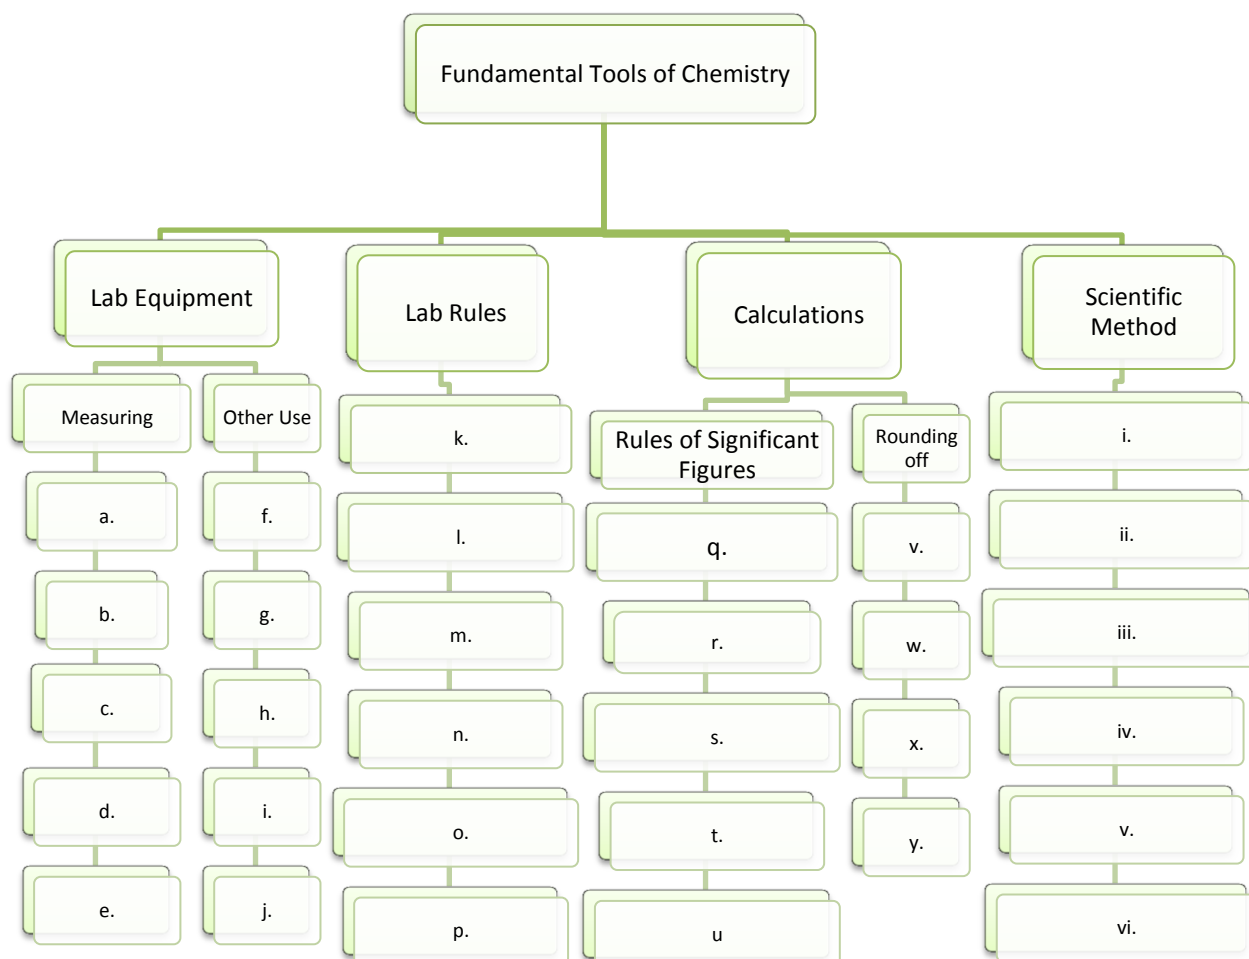 Fundamental Tools of Chemistry
Lab Equipment
Measuring
a.
b.
c.
d.
e.
Other Use
f.
g.
h.
i.
j.
Lab Rules
k.
l.
m.
n.
o.
p.
Calculations
Rules of Significant
Figures
q.
r.
s.
t.
u
Rounding
off
v.
w.
x.
y.
Scientific
Method
i.
ii.
iii.
iv.
v.
vi.